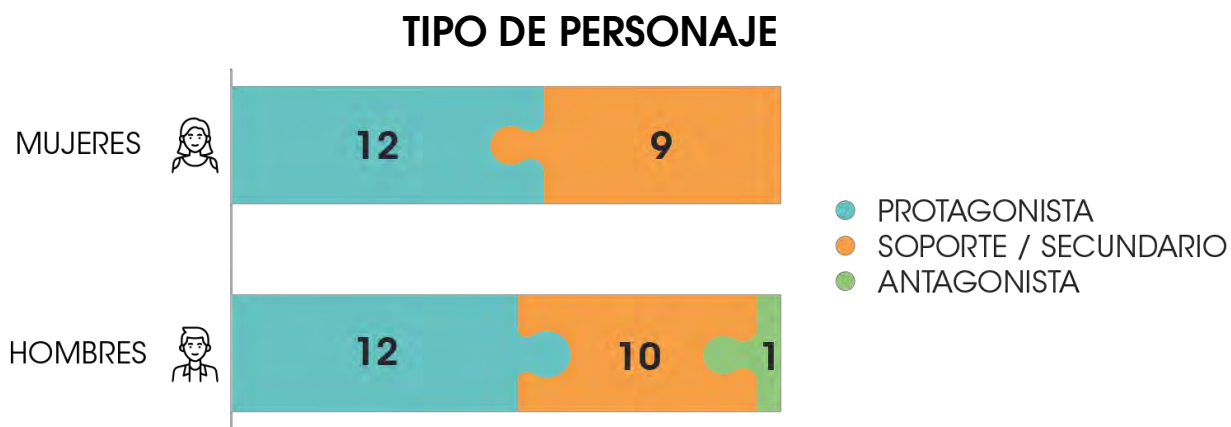 TIPO DE PERSONAJE
MUJERES
12
9
PROTAGONISTA
SOPORTE / SECUNDARIO
ANTAGONISTA
HOMBRES
12
10
1